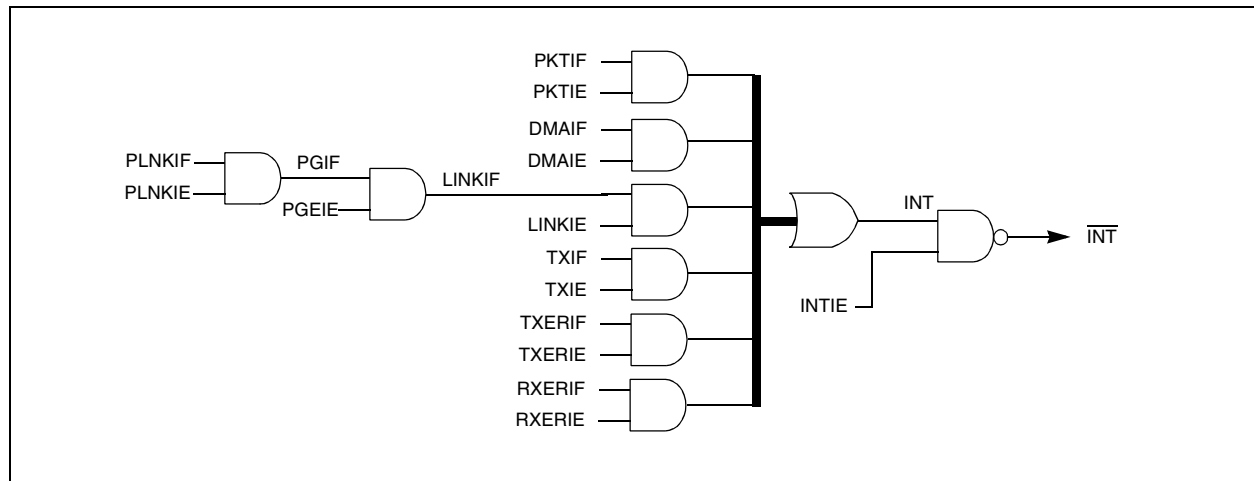 PKTIF
PKTIE
DMAIF
DMAIE
PLNKIF
PLNKIE
PGIF
PGEIE
LINKIF
LINKIE
TXIF
TXIE
TXERIF
TXERIE
RXERIF
RXERIE
INT
INTIE
INT